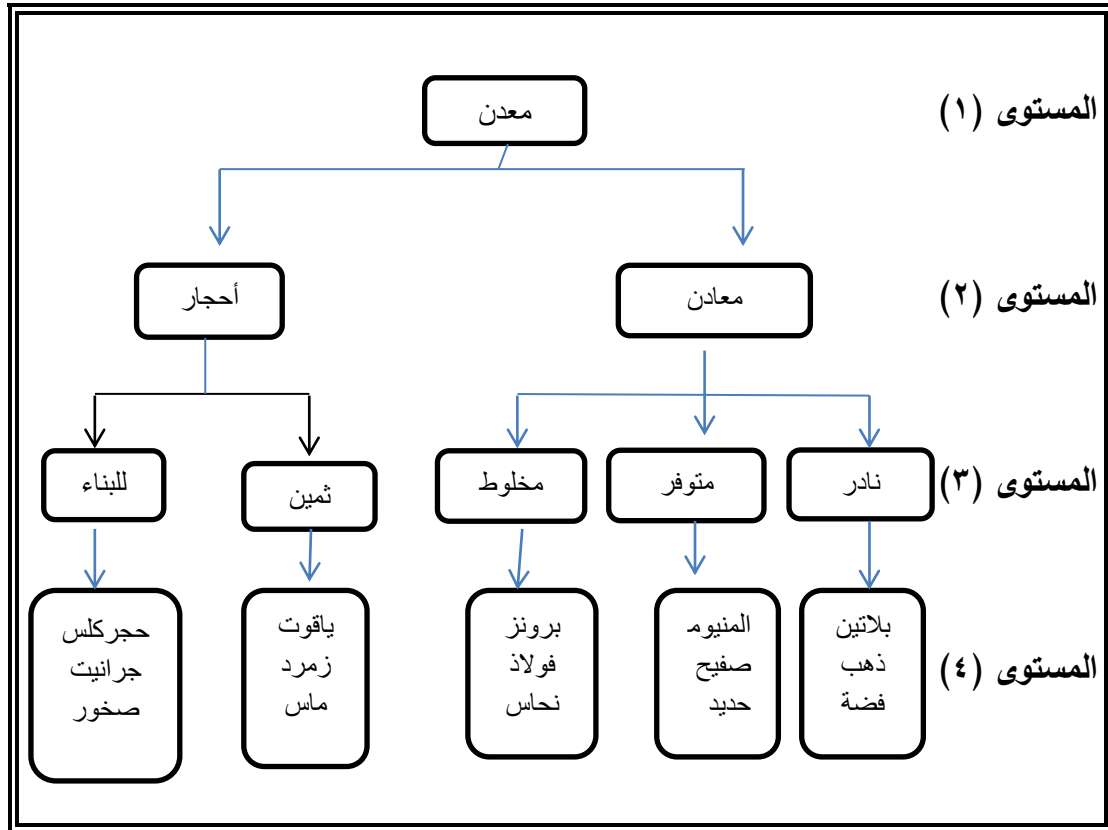 المستوى (١)
معدن
المستوى (٢)
معادن
أحجار
المستوى (٣)
نادر
متوفر
مخلوط
ثمين
للبناء
المستوى (٤)
بلاتين
ذهب
فضة
المنيوم
صفيح
حديد
برونز
فولاذ
نحاس
ياقوت
زمرد
ماس
حجركلس
جرانيت
صخور